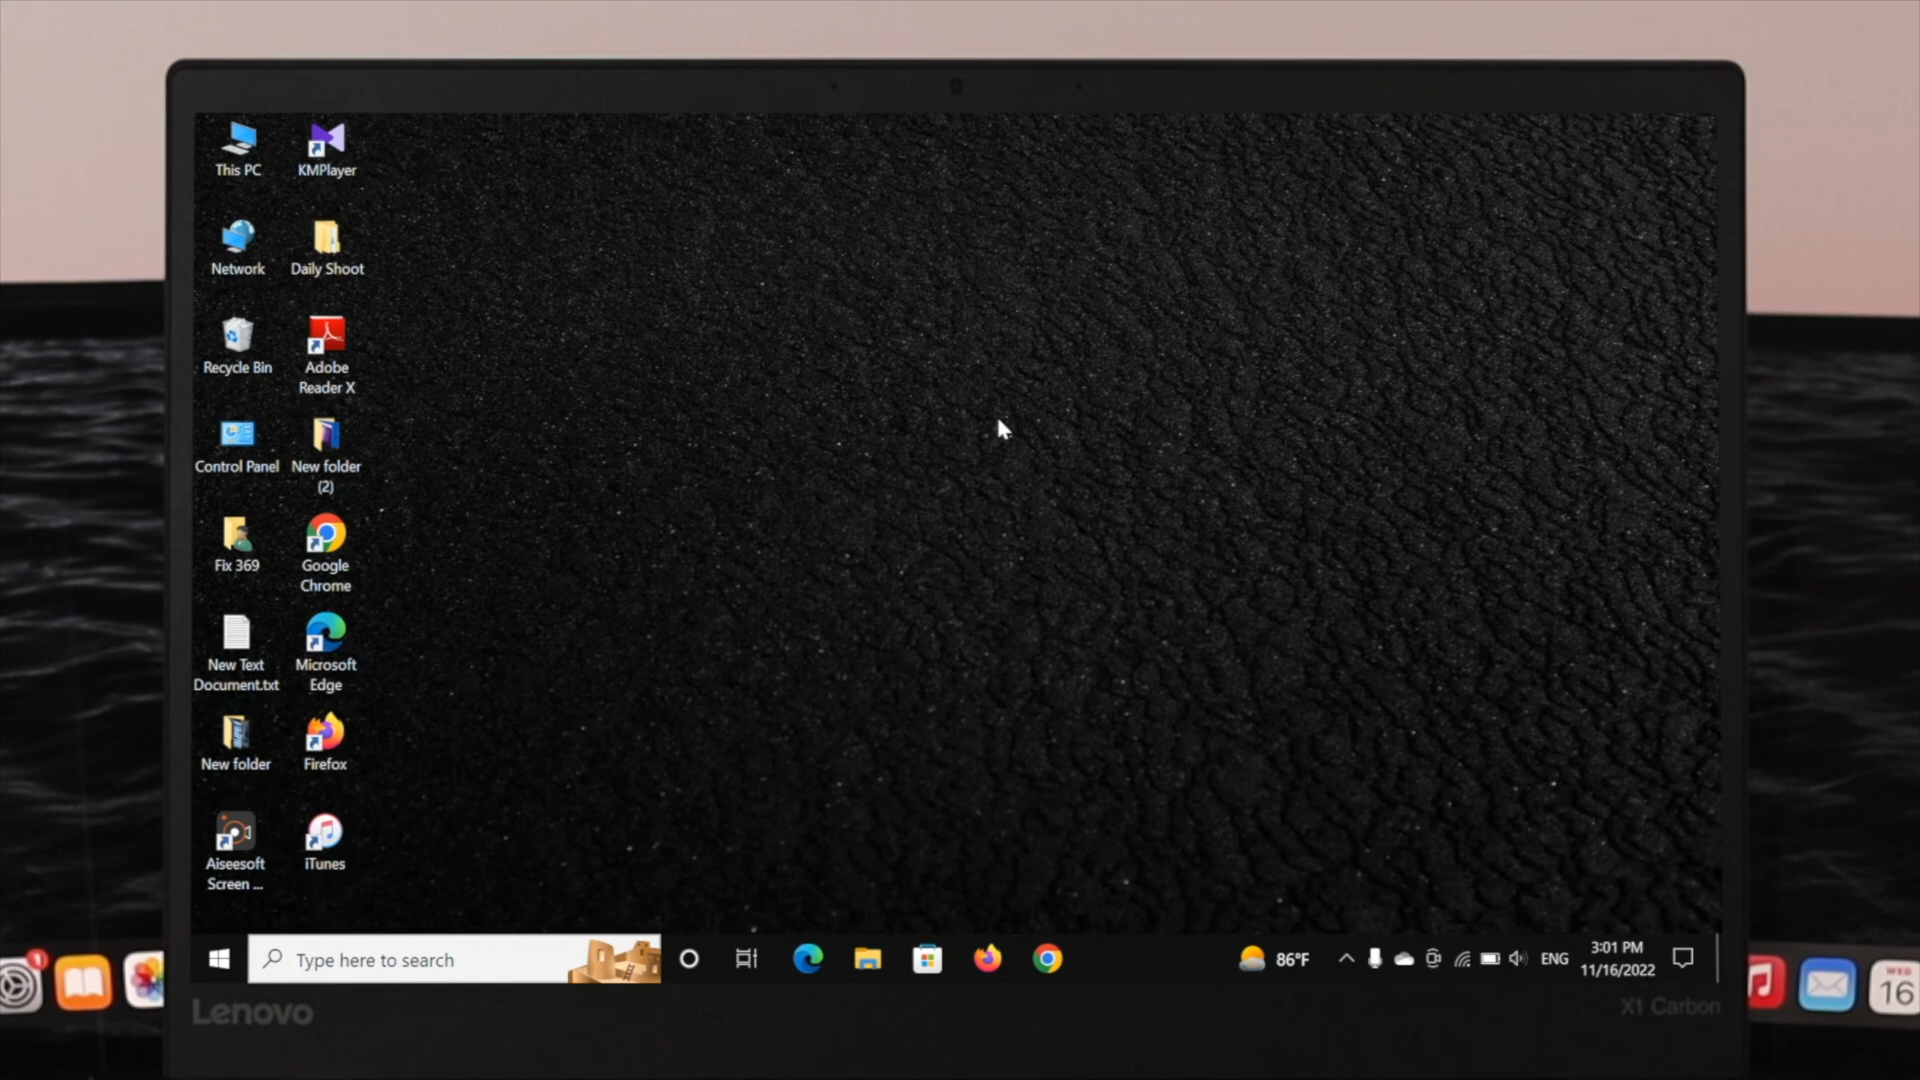 This PC
KMPlayer
Network
Daily Shoot
Recycle Bin
Adobe
Reader X
Control Panel
New folder
(2)
Fix 369
Google
Chrome
New Text
Document.txt
Microsoft
Edge
New folder
Firefox
Aiseesoft
Screen ...
iTunes
Type here to search
86°F
ENG
3:01 PM
11/16/2022
Lenovo
X1 Carbon
1
WED
16